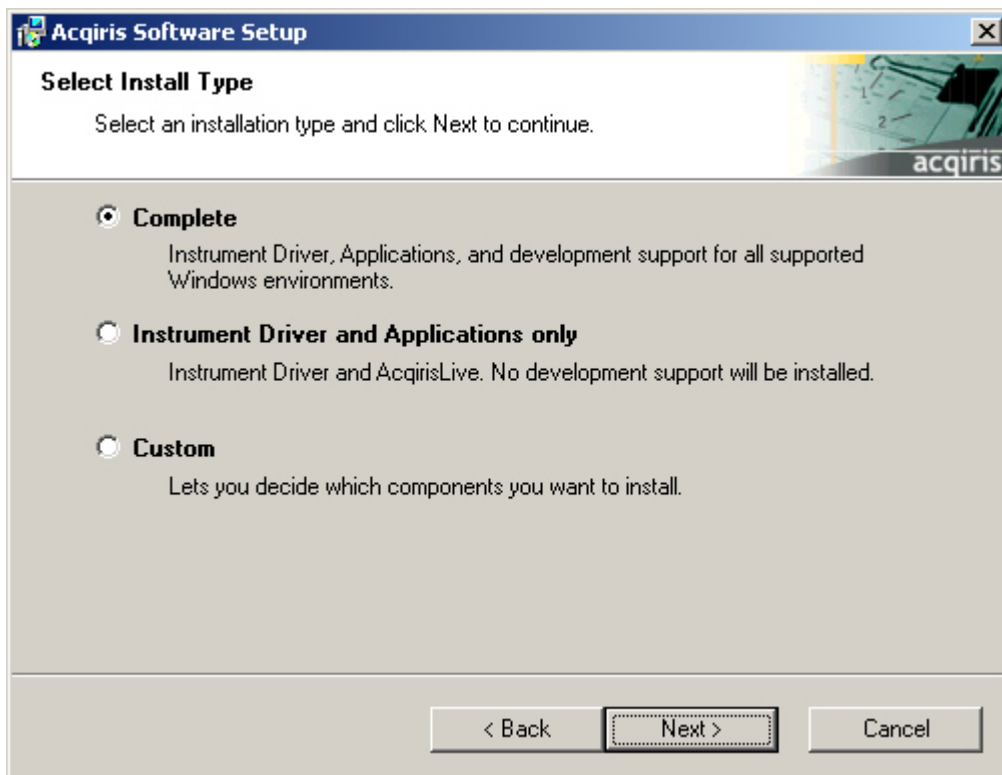 Acqiris Software Setup
Select Install Type
Select an installation type and click Next to continue.
1
2
acqiris
Complete
Instrument Driver, Applications, and development support for all supported
Windows environments.
Instrument Driver and Applications only
Instrument Driver and AcqirisLive. No development support will be installed.
Custom
Lets you decide which components you want to install.
< Back
Next >
Cancel